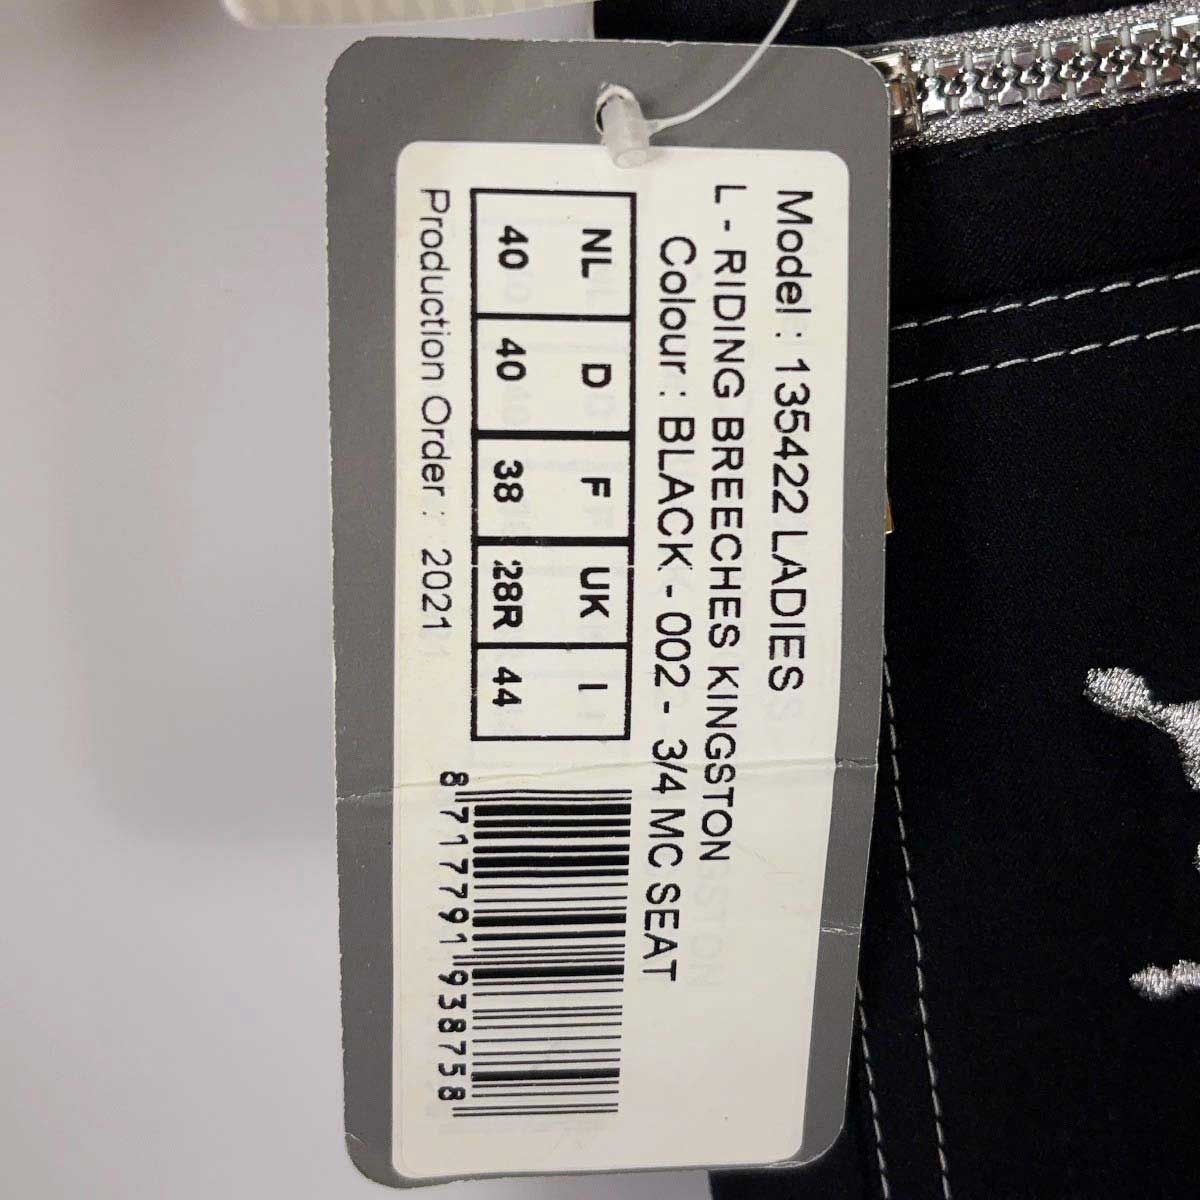 Model : 135422 LADIES
L - RIDING BREECHES KINGSTON
Colour : BLACK - 002 - 3/4 MC SEAT
NL D F UK I
40 40 38 28R 44
Production Order : 2021
8717791938758